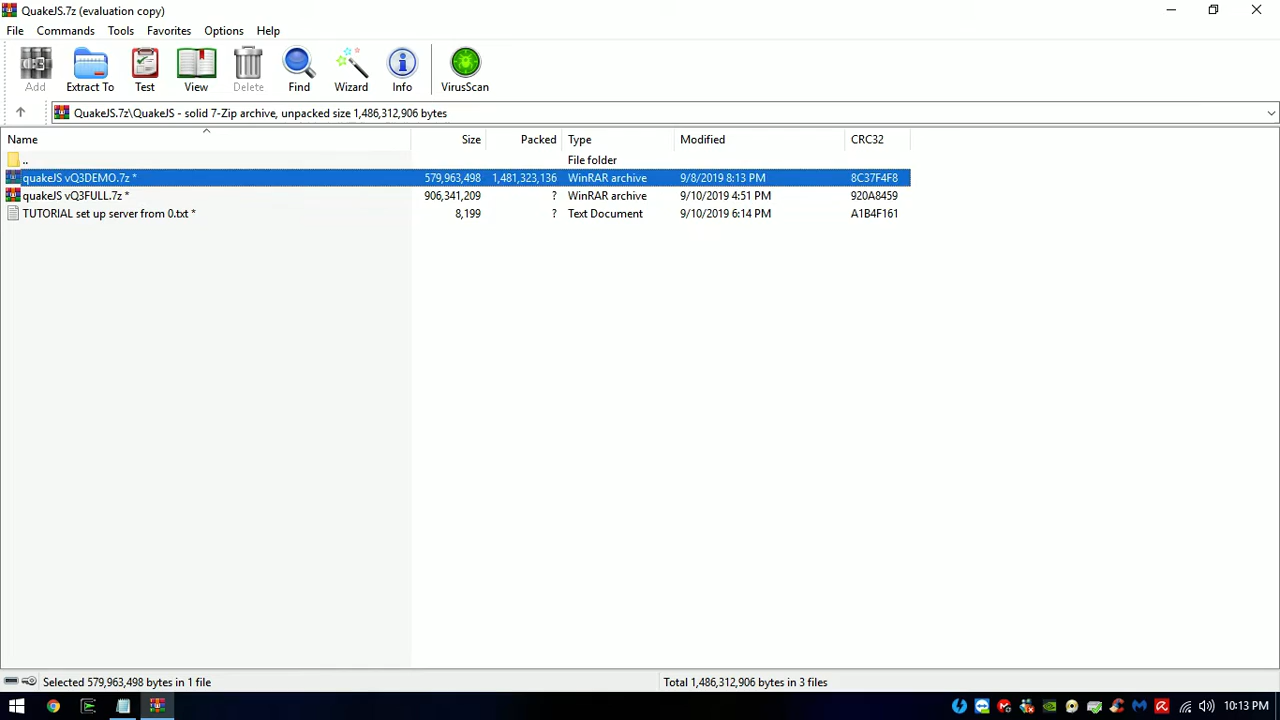 QuakeJS.7z (evaluation copy)
File Commands Tools Favorites Options Help
Add Extract To Test View Delete Find Wizard Info VirusScan
QuakeJS.7z\QuakeJS - solid 7-Zip archive, unpacked size 1,486,312,906 bytes
Name Size Packed Type Modified CRC32
.. File folder
quakeJS vQ3DEMO.7z * 579,963,498 1,481,323,136 WinRAR archive 9/8/2019 8:13 PM 8C37F4F8
quakeJS vQ3FULL.7z * 906,341,209 ? WinRAR archive 9/10/2019 4:51 PM 920A8459
TUTORIAL set up server from 0.txt * 8,199 ? Text Document 9/10/2019 6:14 PM A1B4F161
Selected 579,963,498 bytes in 1 file Total 1,486,312,906 bytes in 3 files
10:13 PM